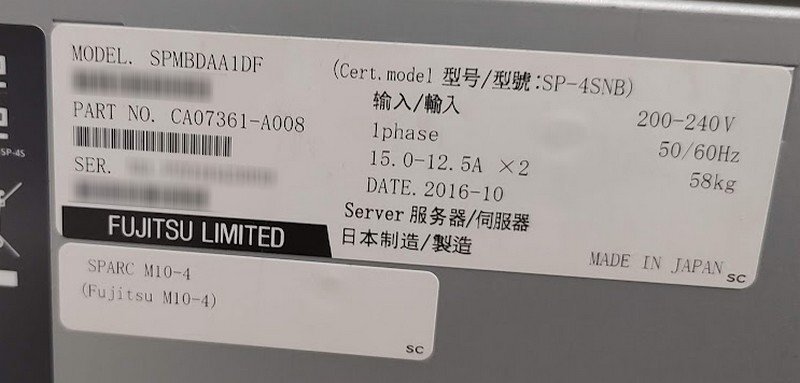 MODEL. SPMBDAA1DF
PART NO. CA07361-A008
SER.
FUJITSU LIMITED
(Cert.model 型号/型號:SP-4SNB)
输入/輸入
200-240V
1phase
50/60Hz
15.0-12.5A ×2
58kg
DATE.2016-10
Server 服务器/伺服器
日本制造/製造
MADE IN JAPAN
SC
SPARC M10-4
(Fujitsu M10-4)
SC
SP-4S